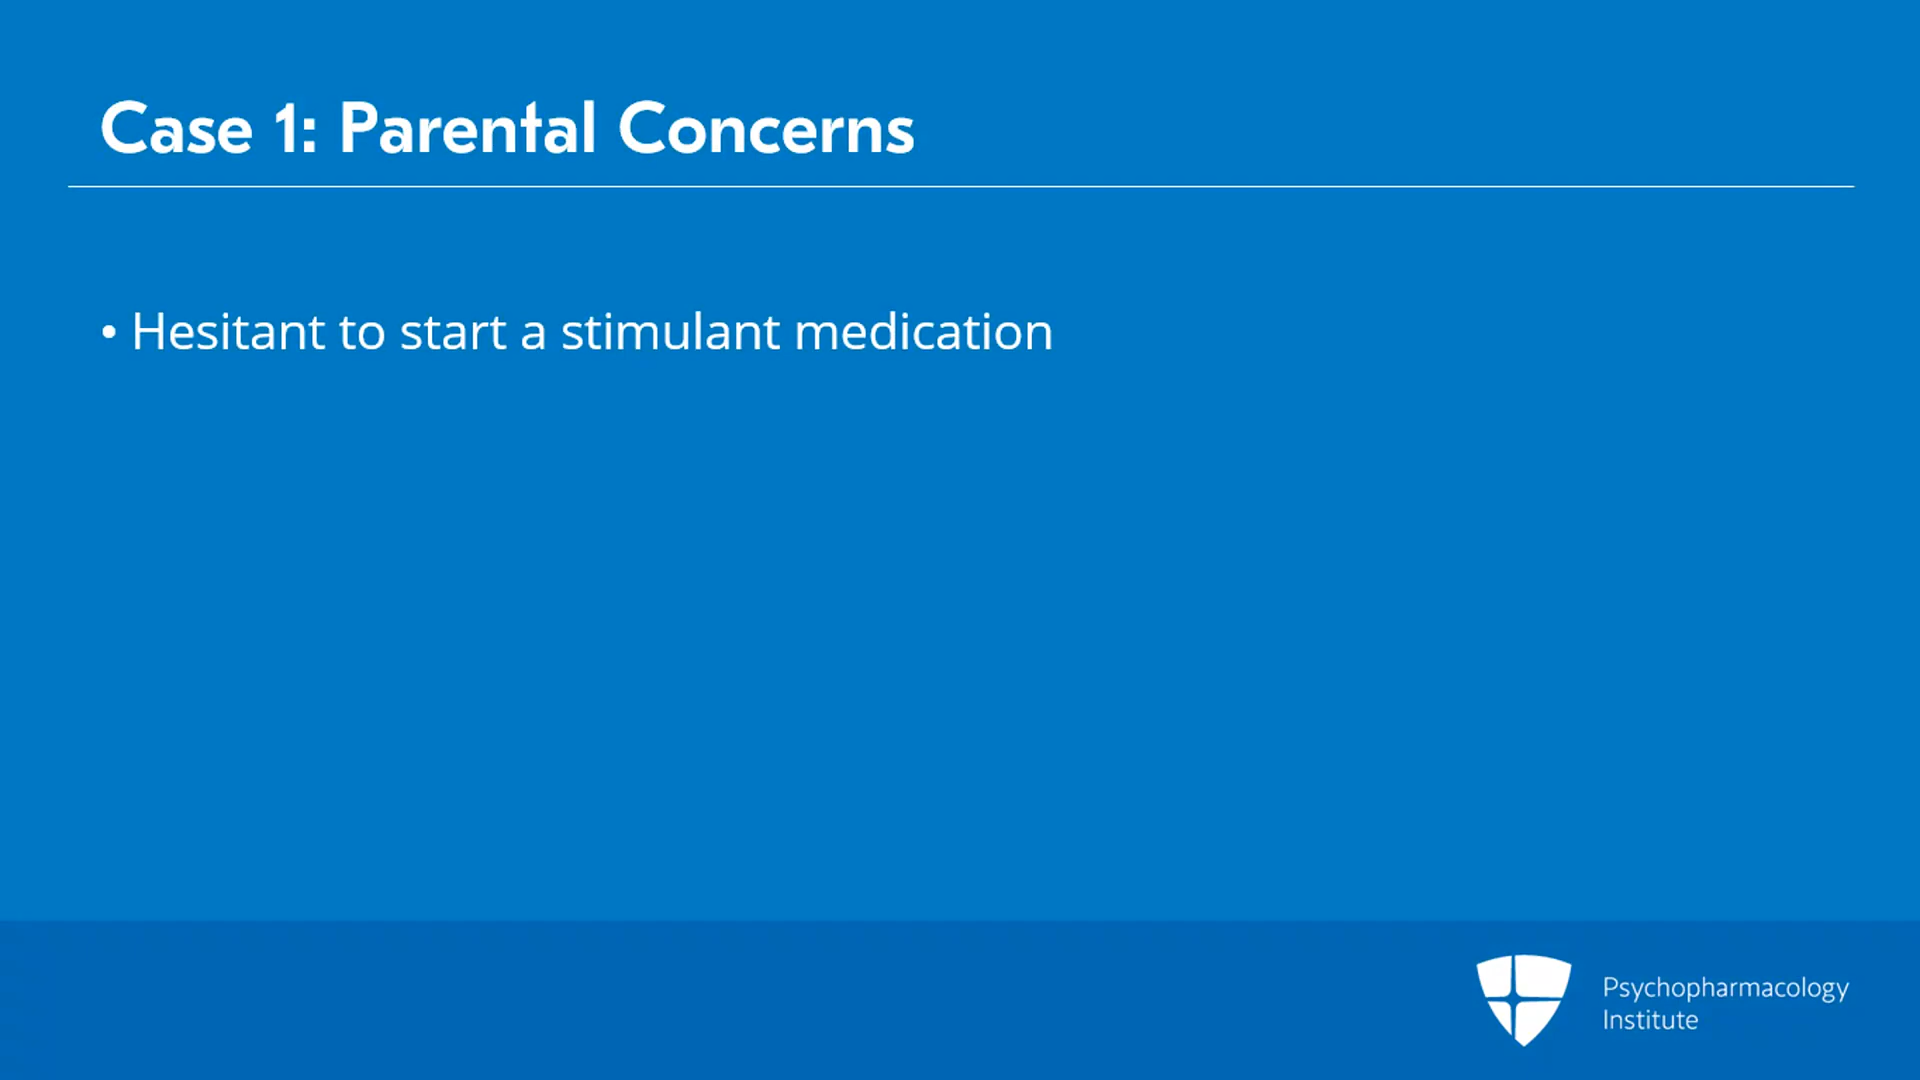 Case 1: Parental Concerns
• Hesitant to start a stimulant medication
Psychopharmacology
Institute